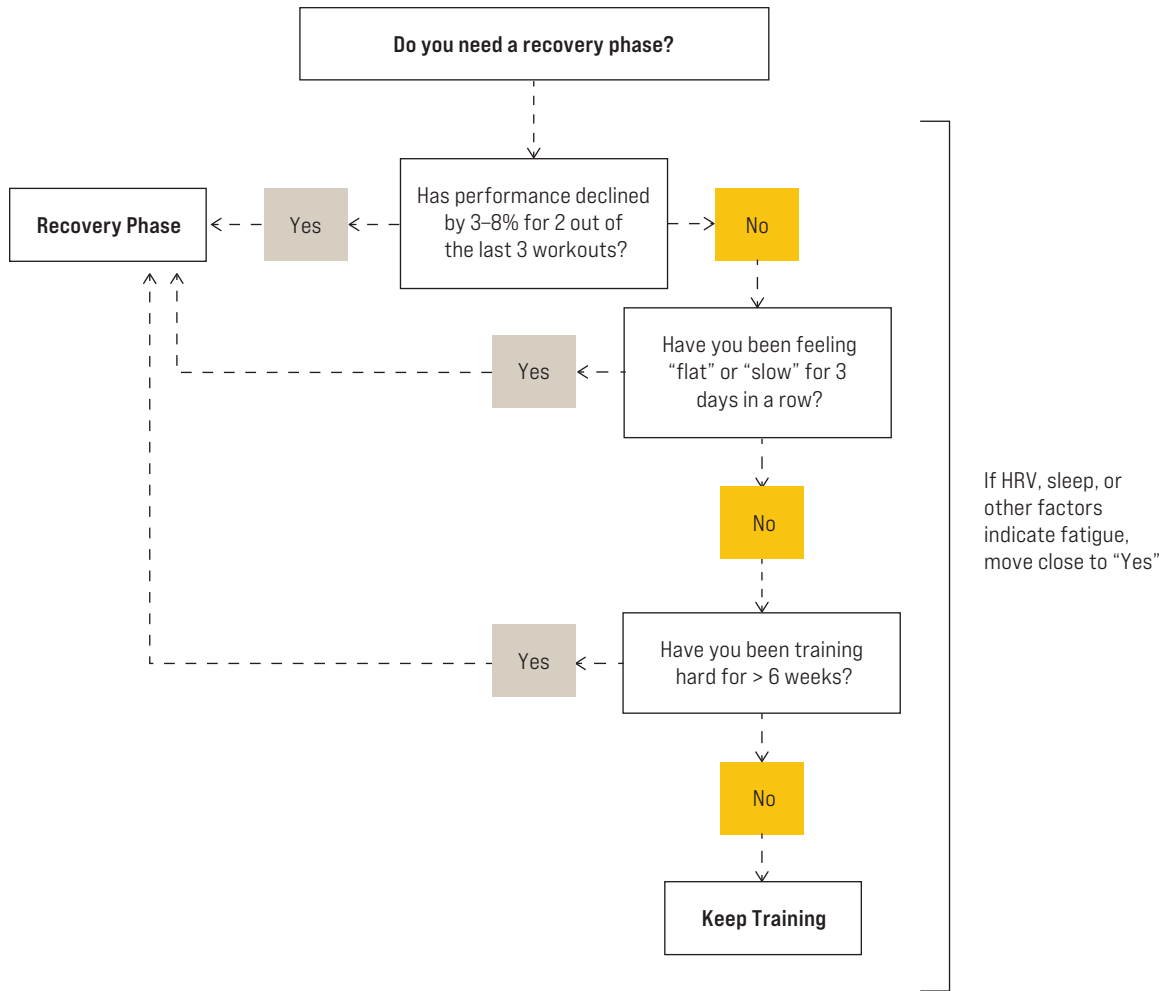 Do you need a recovery phase?
Has performance declined
by 3–8% for 2 out of
the last 3 workouts?
Yes
Recovery Phase
No
Have you been feeling
“flat” or “slow” for 3
days in a row?
Yes
No
Have you been training
hard for > 6 weeks?
Yes
No
Keep Training
If HRV, sleep, or
other factors
indicate fatigue,
move close to “Yes”